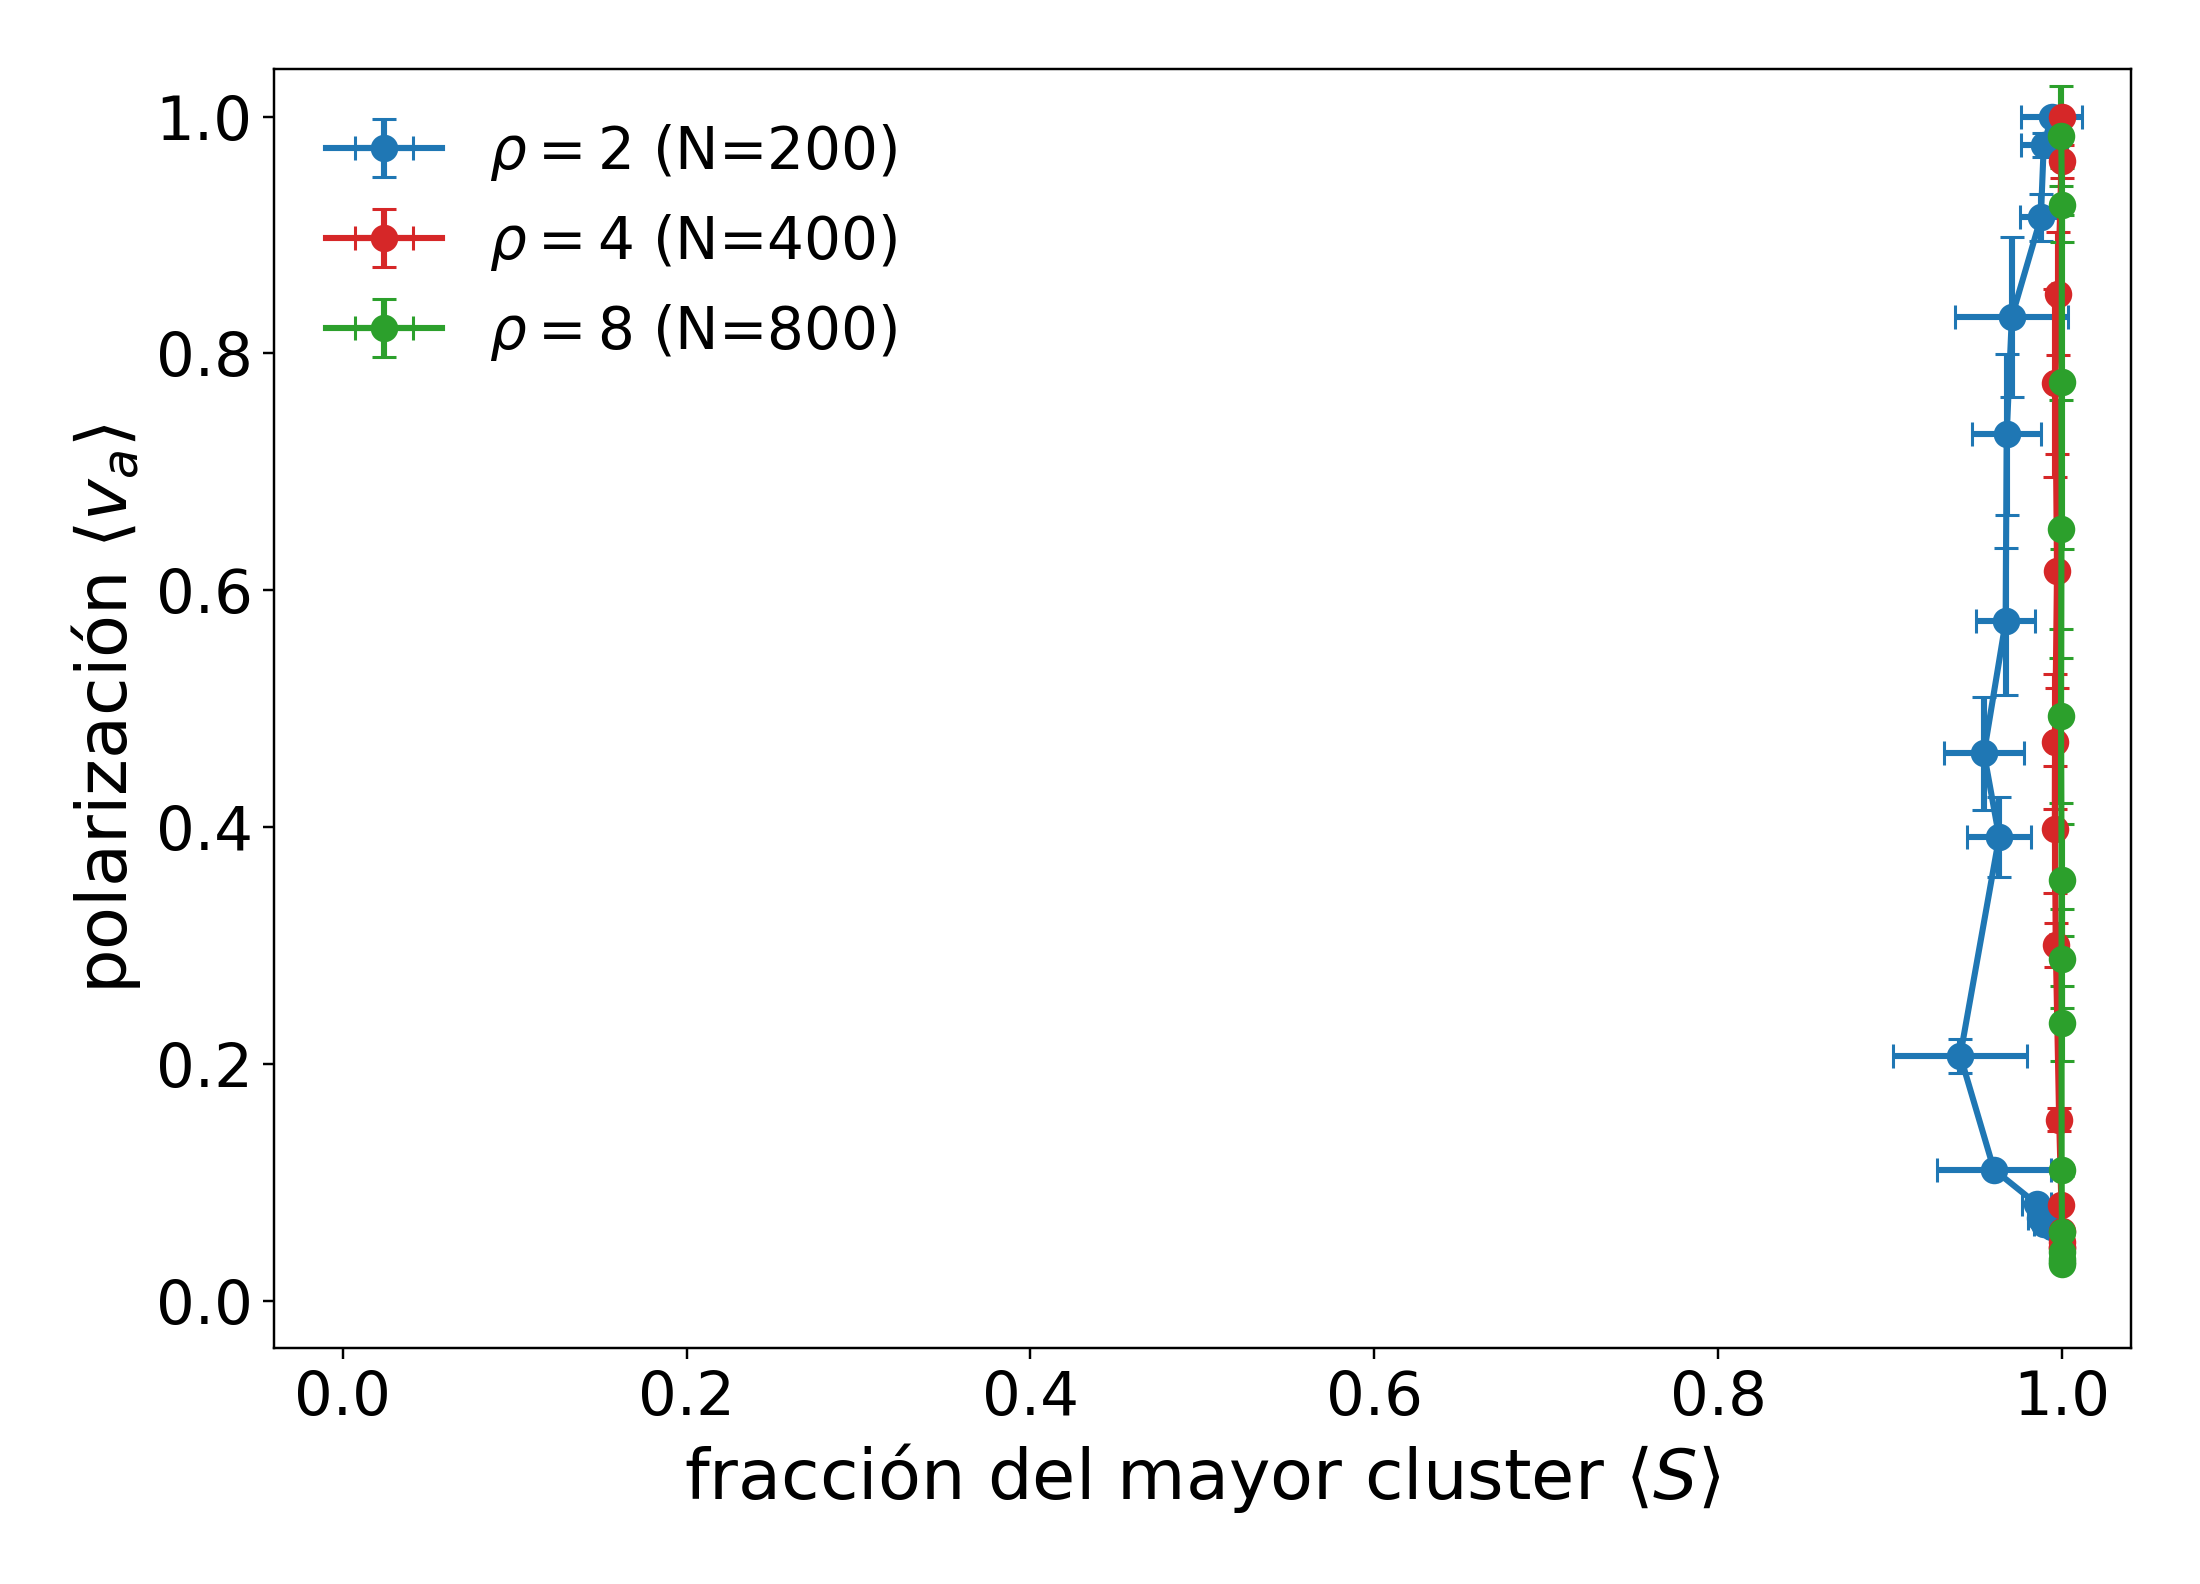 1.0
0.8
0.6
0.4
0.2
0.0
polarización ⟨v_a⟩
ρ = 2 (N=200)
ρ = 4 (N=400)
ρ = 8 (N=800)
0.0 0.2 0.4 0.6 0.8 1.0
fracción del mayor cluster ⟨S⟩